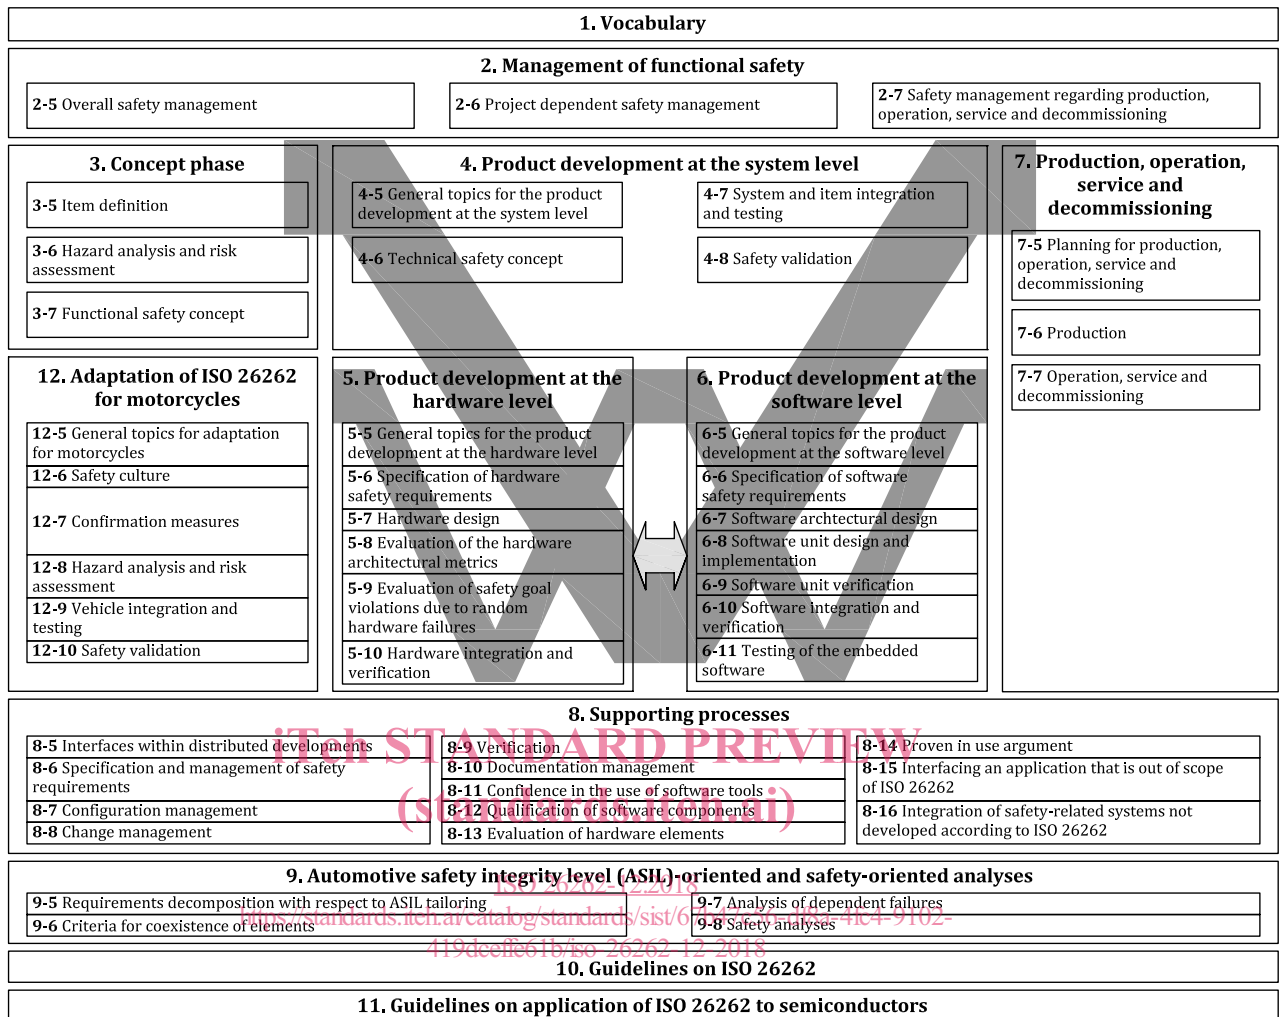 1. Vocabulary
2. Management of functional safety
2-5 Overall safety management
2-6 Project dependent safety management
2-7 Safety management regarding production,
operation, service and decommissioning
3. Concept phase
3-5 Item definition
3-6 Hazard analysis and risk
assessment
3-7 Functional safety concept
4. Product development at the system level
4-5 General topics for the product
development at the system level
4-6 Technical safety concept
4-7 System and item integration
and testing
4-8 Safety validation
7. Production, operation,
service and
decommissioning
7-5 Planning for production,
operation, service and
decommissioning
7-6 Production
7-7 Operation, service and
decommissioning
12. Adaptation of ISO 26262
for motorcycles
12-5 General topics for adaptation
for motorcycles
12-6 Safety culture
12-7 Confirmation measures
12-8 Hazard analysis and risk
assessment
12-9 Vehicle integration and
testing
12-10 Safety validation
5. Product development at the
hardware level
5-5 General topics for the product
development at the hardware level
5-6 Specification of hardware
safety requirements
5-7 Hardware design
5-8 Evaluation of the hardware
architectural metrics
5-9 Evaluation of safety goal
violations due to random
hardware failures
5-10 Hardware integration and
verification
6. Product development at the
software level
6-5 General topics for the product
development at the software level
6-6 Specification of software
safety requirements
6-7 Software archtectural design
6-8 Software unit design and
implementation
6-9 Software unit verification
6-10 Software integration and
verification
6-11 Testing of the embedded
software
8. Supporting processes
8-5 Interfaces within distributed developments
8-6 Specification and management of safety
requirements
8-7 Configuration management
8-8 Change management
8-9 Verification
8-10 Documentation management
8-11 Confidence in the use of software tools
8-12 Qualification of software components
8-13 Evaluation of hardware elements
8-14 Proven in use argument
8-15 Interfacing an application that is out of scope
of ISO 26262
8-16 Integration of safety-related systems not
developed according to ISO 26262
iTeh STANDARD PREVIEW
(standards.iteh.ai)
9. Automotive safety integrity level (ASIL)-oriented and safety-oriented analyses
9-5 Requirements decomposition with respect to ASIL tailoring
9-6 Criteria for coexistence of elements
9-7 Analysis of dependent failures
9-8 Safety analyses
ISO 26262-12:2018
https://standards.iteh.ai/catalog/standards/sist/
419dceffe61b/iso-26262-12-2018
10. Guidelines on ISO 26262
11. Guidelines on application of ISO 26262 to semiconductors